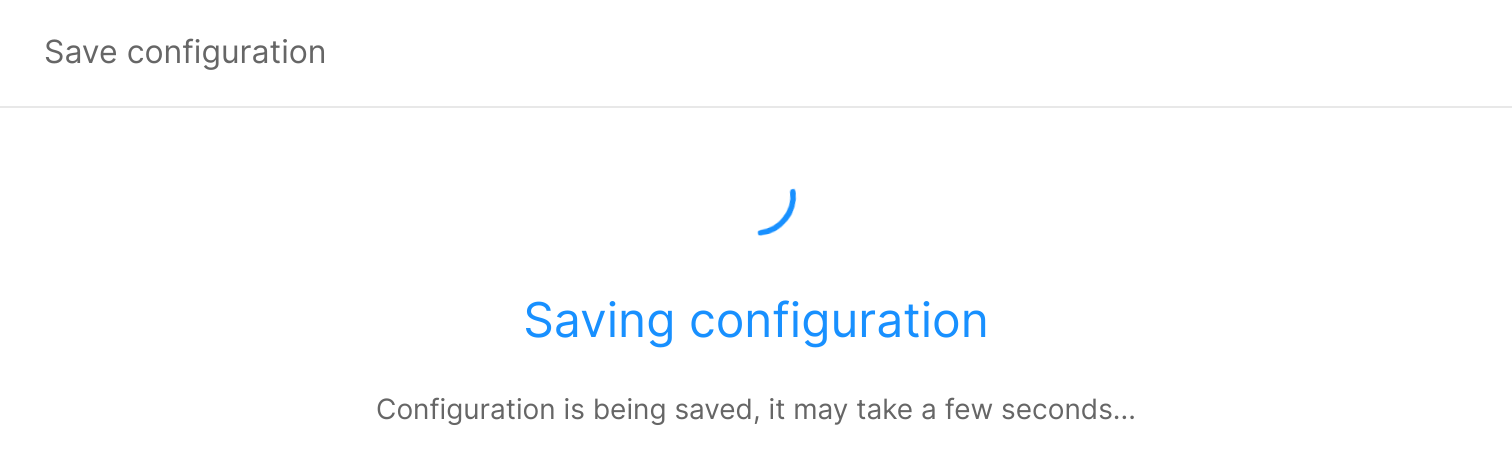 Save configuration
Saving configuration
Configuration is being saved, it may take a few seconds...